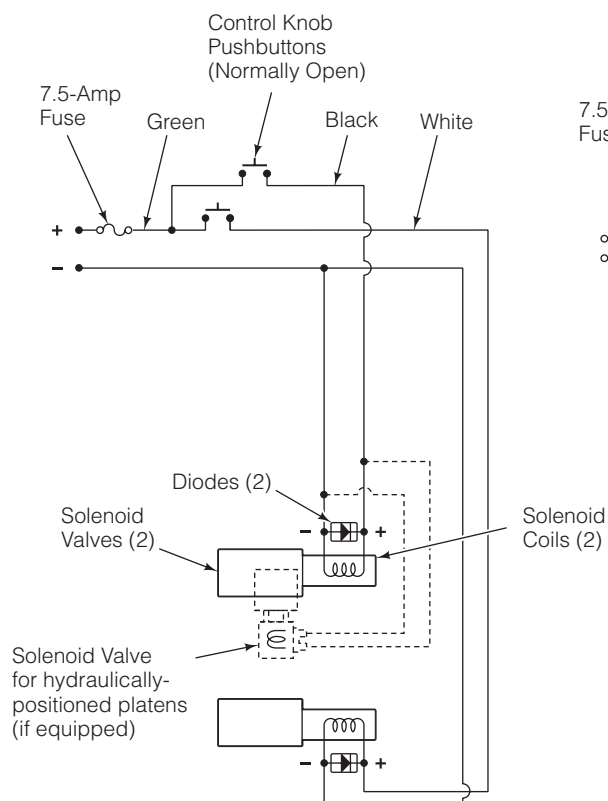 Control Knob
Pushbuttons
(Normally Open)
7.5-Amp
Fuse
Green
Black
White
7.5
Fus
+
−
Diodes (2)
Solenoid
Valves (2)
− +
Solenoid
Coils (2)
Solenoid Valve
for hydraulically-
positioned platens
(if equipped)
− +